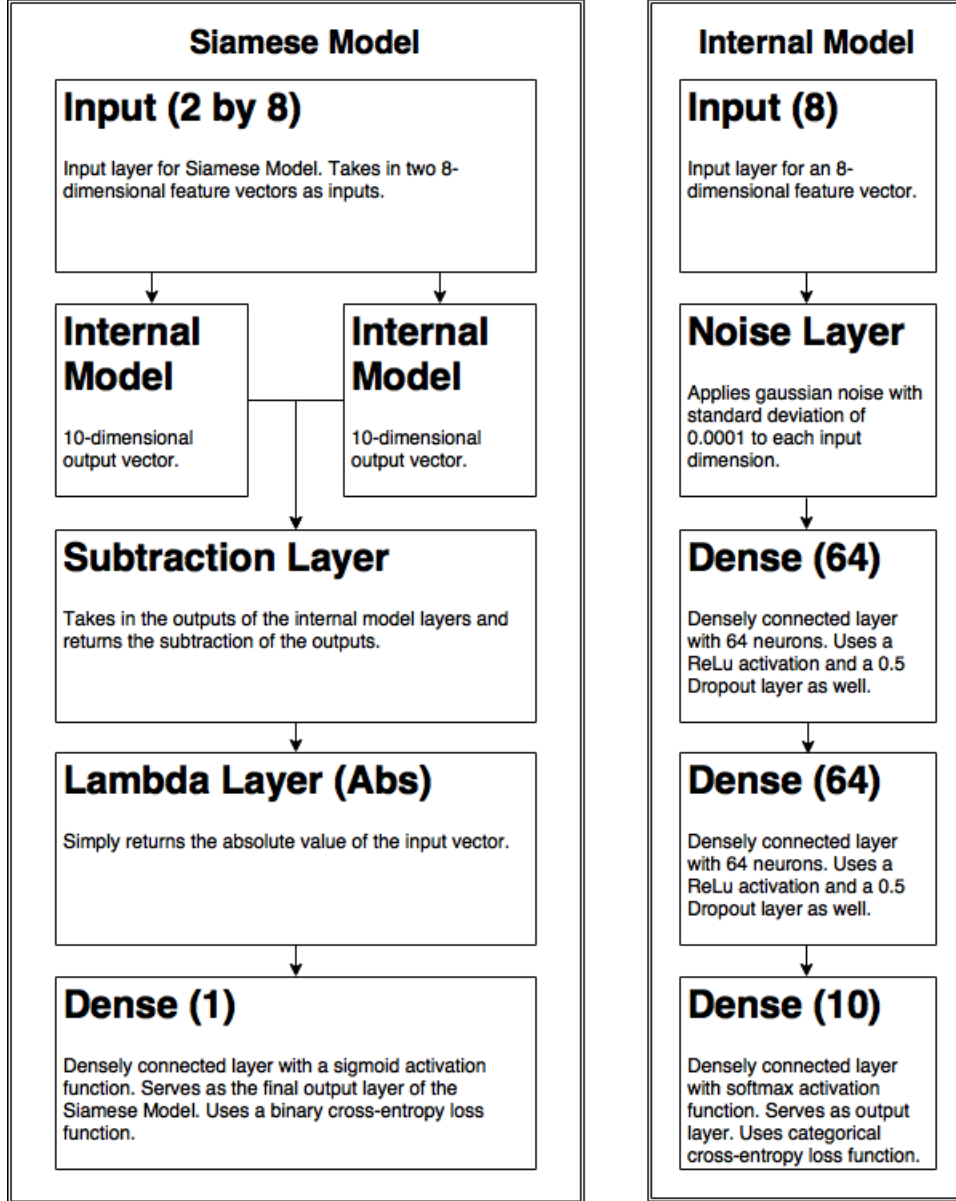 Siamese Model
Input (2 by 8)
Input layer for Siamese Model. Takes in two 8-
dimensional feature vectors as inputs.
Internal
Model
10-dimensional
output vector.
Internal
Model
10-dimensional
output vector.
Subtraction Layer
Takes in the outputs of the internal model layers and
returns the subtraction of the outputs.
Lambda Layer (Abs)
Simply returns the absolute value of the input vector.
Dense (1)
Densely connected layer with a sigmoid activation
function. Serves as the final output layer of the
Siamese Model. Uses a binary cross-entropy loss
function.
Internal Model
Input (8)
Input layer for an 8-
dimensional feature vector.
Noise Layer
Applies gaussian noise with
standard deviation of
0.0001 to each input
dimension.
Dense (64)
Densely connected layer
with 64 neurons. Uses a
ReLu activation and a 0.5
Dropout layer as well.
Dense (64)
Densely connected layer
with 64 neurons. Uses a
ReLu activation and a 0.5
Dropout layer as well.
Dense (10)
Densely connected layer
with softmax activation
function. Serves as output
layer. Uses categorical
cross-entropy loss function.